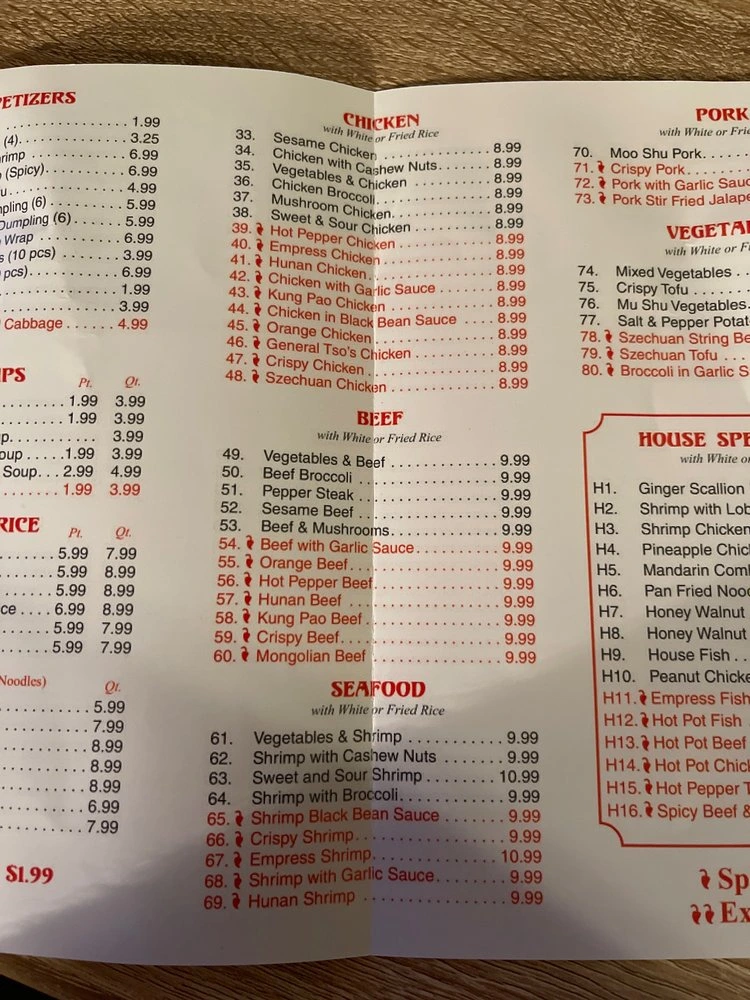 PETIZERS
1.99
(4) 3.25
rimp 6.99
(Spicy) 6.99
4.99
mpling (6) 5.99
Dumpling (6) 5.99
Wrap 6.99
s (10 pcs) 3.99
pcs) 6.99
1.99
3.99
Cabbage 4.99
UPS
Pt. Qt.
1.99 3.99
1.99 3.99
up 3.99
oup 1.99 3.99
Soup 2.99 4.99
1.99 3.99
RICE
Pt. Qt.
5.99 7.99
5.99 8.99
5.99 8.99
ce 6.99 8.99
5.99 7.99
5.99 7.99
Noodles)
Qt.
5.99
7.99
8.99
8.99
8.99
6.99
7.99
$1.99
CHICKEN
with White or Fried Rice
33. Sesame Chicken 8.99
34. Chicken with Cashew Nuts 8.99
35. Vegetables & Chicken 8.99
36. Chicken Broccoli 8.99
37. Mushroom Chicken 8.99
38. Sweet & Sour Chicken 8.99
39. Hot Pepper Chicken 8.99
40. Empress Chicken 8.99
41. Hunan Chicken 8.99
42. Chicken with Garlic Sauce 8.99
43. Kung Pao Chicken 8.99
44. Chicken in Black Bean Sauce 8.99
45. Orange Chicken 8.99
46. General Tso's Chicken 8.99
47. Crispy Chicken 8.99
48. Szechuan Chicken 8.99
BEEF
with White or Fried Rice
49. Vegetables & Beef 9.99
50. Beef Broccoli 9.99
51. Pepper Steak 9.99
52. Sesame Beef 9.99
53. Beef & Mushrooms 9.99
54. Beef with Garlic Sauce 9.99
55. Orange Beef 9.99
56. Hot Pepper Beef 9.99
57. Hunan Beef 9.99
58. Kung Pao Beef 9.99
59. Crispy Beef 9.99
60. Mongolian Beef 9.99
SEAFOOD
with White or Fried Rice
61. Vegetables & Shrimp 9.99
62. Shrimp with Cashew Nuts 9.99
63. Sweet and Sour Shrimp 10.99
64. Shrimp with Broccoli 9.99
65. Shrimp Black Bean Sauce 9.99
66. Crispy Shrimp 9.99
67. Empress Shrimp 10.99
68. Shrimp with Garlic Sauce 9.99
69. Hunan Shrimp 9.99
PORK
with White or Frie
70. Moo Shu Pork
71. Crispy Pork
72. Pork with Garlic Sauc
73. Pork Stir Fried Jalape
VEGETA
with White or F
74. Mixed Vegetables
75. Crispy Tofu
76. Mu Shu Vegetables
77. Salt & Pepper Potat
78. Szechuan String Be
79. Szechuan Tofu
80. Broccoli in Garlic S
HOUSE SPE
with White or
H1. Ginger Scallion
H2. Shrimp with Lob
H3. Shrimp Chicken
H4. Pineapple Chick
H5. Mandarin Comb
H6. Pan Fried Nood
H7. Honey Walnut
H8. Honey Walnut
H9. House Fish
H10. Peanut Chicke
H11. Empress Fish
H12. Hot Pot Fish
H13. Hot Pot Beef
H14. Hot Pot Chick
H15. Hot Pepper T
H16. Spicy Beef &
Sp
Ex